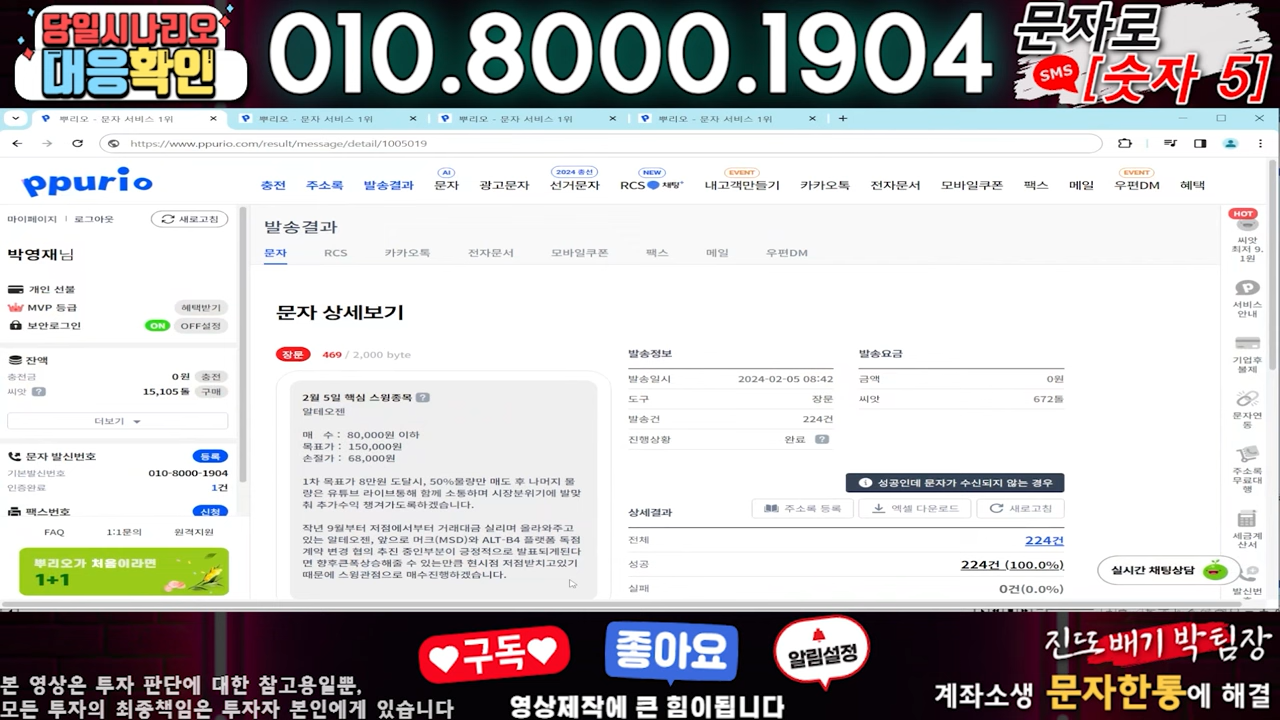 당일시나리오
대응확인
010.8000.1904
문자로
SMS
[숫자 5]
뿌리오 - 문자 서비스 1위
뿌리오 - 문자 서비스 1위
뿌리오 - 문자 서비스 1위
뿌리오 - 문자 서비스 1위
https://www.ppurio.com/result/message/detail/1005019
ppurio
충전
주소록
발송결과
AI
문자
광고문자
2024 총선
선거문자
NEW
RCS 채팅+
EVENT
내고객만들기
카카오톡
전자문서
모바일쿠폰
팩스
메일
EVENT
우편DM
혜택
마이페이지 | 로그아웃
새로고침
박영재님
개인 선불
MVP 등급
혜택받기
보안로그인
ON
OFF설정
잔액
충전금
0원
충전
씨앗 ?
15,105톨
구매
더보기
문자 발신번호
등록
기본발신번호
010-8000-1904
인증완료
1건
팩스번호
신청
FAQ
1:1문의
원격지원
뿌리오가 처음이라면
1+1
발송결과
문자
RCS
카카오톡
전자문서
모바일쿠폰
팩스
메일
우편DM
문자 상세보기
장문
469 / 2,000 byte
2월 5일 핵심 스윙종목 ?
알테오젠
매 수 : 80,000원 이하
목표가 : 150,000원
손절가 : 68,000원
1차 목표가 8만원 도달시, 50%물량만 매도 후 나머지 물
량은 유튜브 라이브통해 함께 소통하며 시장분위기에 발맞
춰 추가수익 챙겨가도록하겠습니다.
작년 9월부터 저점에서부터 거래대금 실리며 올라와주고
있는 알테오젠, 앞으로 머크(MSD)와 ALT-B4 플랫폼 독점
계약 변경 협의 추진 중인부분이 긍정적으로 발표되게된다
면 향후큰폭상승해줄 수 있는만큼 현시점 저점받치고있기
때문에 스윙관점으로 매수진행하겠습니다.
발송정보
발송일시
2024-02-05 08:42
도구
장문
발송건
224건
진행상황
완료 ?
발송요금
금액
0원
씨앗
672톨
성공인데 문자가 수신되지 않는 경우
상세결과
주소록 등록
엑셀 다운로드
새로고침
전체
224건
성공
224건 (100.0%)
실패
0건(0.0%)
HOT
씨앗
최저 9.
1원
서비스
안내
기업후
불제
문자연
동
주소록
무료대
행
세금계
산서
발신번
실시간 채팅상담
본 영상은 투자 판단에 대한 참고용일뿐,
모든 투자의 최종책임은 투자자 본인에게 있습니다
구독
좋아요
알림설정
영상제작에 큰 힘이됩니다
진또배기 박팀장
계좌소생 문자한통에 해결